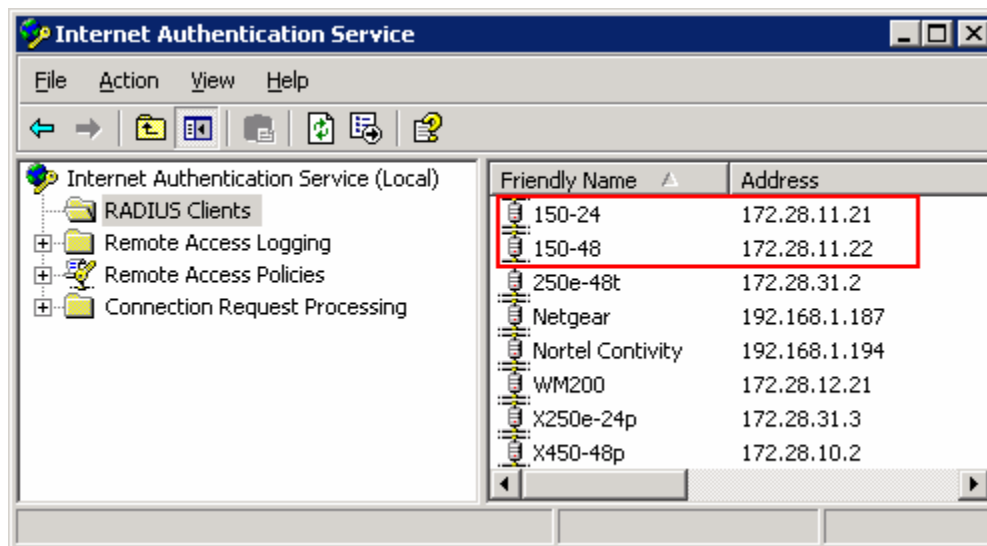 Internet Authentication Service
File Action View Help
Internet Authentication Service (Local)
RADIUS Clients
Remote Access Logging
Remote Access Policies
Connection Request Processing
Friendly Name Address
150-24 172.28.11.21
150-48 172.28.11.22
250e-48t 172.28.31.2
Netgear 192.168.1.187
Nortel Contivity 192.168.1.194
WM200 172.28.12.21
X250e-24p 172.28.31.3
X450-48p 172.28.10.2